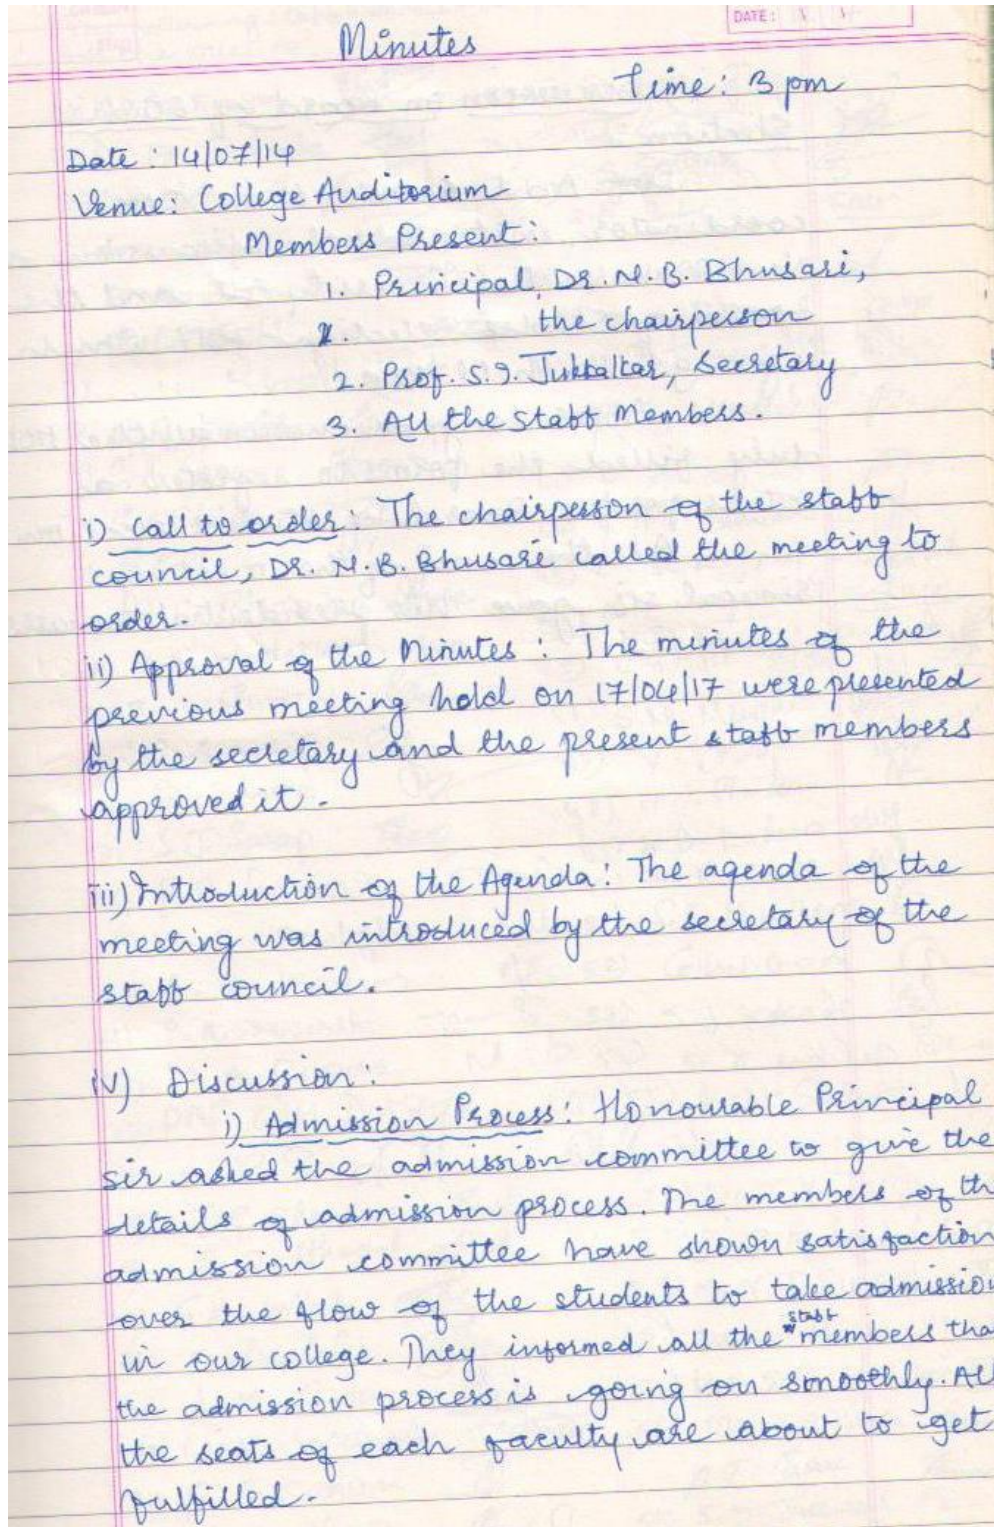 DATE:
Minutes
Time: 3 pm
Date: 14/07/14
Venue: College Auditorium
Members Present:
1. Principal, Dr. M.B. Bhusari,
the chairperson
2. Prof. S.J. , Secretary
3. All the staff members.
i) Call to order: The chairperson of the staff
council, Dr. M.B. Bhusari called the meeting to
order.
ii) Approval of the Minutes: The minutes of the
previous meeting hold on 17/04/17 were presented
by the secretary and the present staff members
approved it.
iii) Introduction of the Agenda: The agenda of the
meeting was introduced by the secretary of the
staff council.
iv) Discussion:
i) Admission Process: Honourable Principal
sir asked the admission committee to give the
details of admission process. The members of th
admission committee have shown satisfaction
over the flow of the students to take admission
in our college. They informed all the staff members tha
the admission process is going on smoothly. All
the seats of each faculty are about to get
fulfilled.